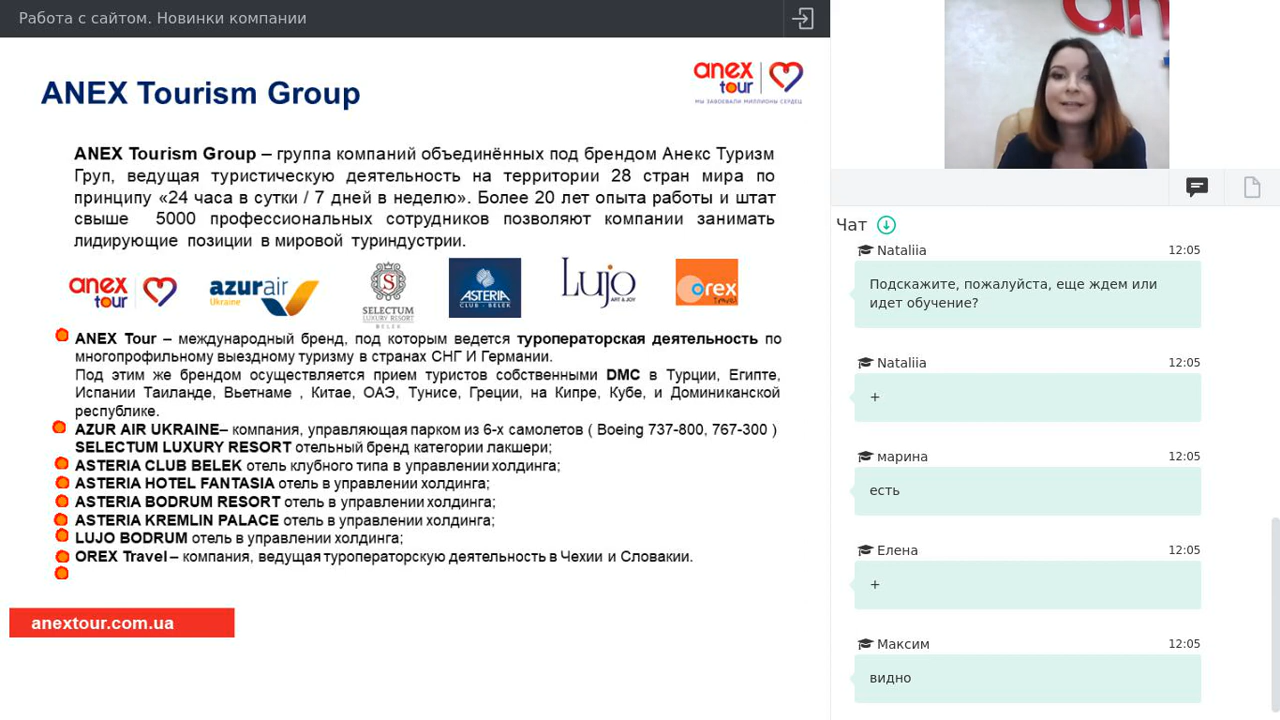 Работа с сайтом. Новинки компании
ANEX Tourism Group
anex
tour
МЫ ЗАВОЕВАЛИ МИЛЛИОНЫ СЕРДЕЦ
ANEX Tourism Group – группа компаний объединённых под брендом Анекс Туризм
Груп, ведущая туристическую деятельность на территории 28 стран мира по
принципу «24 часа в сутки / 7 дней в неделю». Более 20 лет опыта работы и штат
свыше 5000 профессиональных сотрудников позволяют компании занимать
лидирующие позиции в мировой туриндустрии.
anex
tour
azurair
Ukraine
S
SELECTUM
LUXURY RESORT
BELEK
ASTERIA
CLUB - BELEK
Lujo
ART & JOY
orex
Travel
ANEX Tour – международный бренд, под которым ведется туроператорская деятельность по
многопрофильному выездному туризму в странах СНГ И Германии.
Под этим же брендом осуществляется прием туристов собственными DMC в Турции, Египте,
Испании Таиланде, Вьетнаме , Китае, ОАЭ, Тунисе, Греции, на Кипре, Кубе, и Доминиканской
республике.
AZUR AIR UKRAINE– компания, управляющая парком из 6-х самолетов ( Boeing 737-800, 767-300 )
SELECTUM LUXURY RESORT отельный бренд категории лакшери;
ASTERIA CLUB BELEK отель клубного типа в управлении холдинга;
ASTERIA HOTEL FANTASIA отель в управлении холдинга;
ASTERIA BODRUM RESORT отель в управлении холдинга;
ASTERIA KREMLIN PALACE отель в управлении холдинга;
LUJO BODRUM отель в управлении холдинга;
OREX Travel – компания, ведущая туроператорскую деятельность в Чехии и Словакии.
anextour.com.ua
an
Чат
Nataliia 12:05
Подскажите, пожалуйста, еще ждем или
идет обучение?
Nataliia 12:05
+
марина 12:05
есть
Елена 12:05
+
Максим 12:05
видно